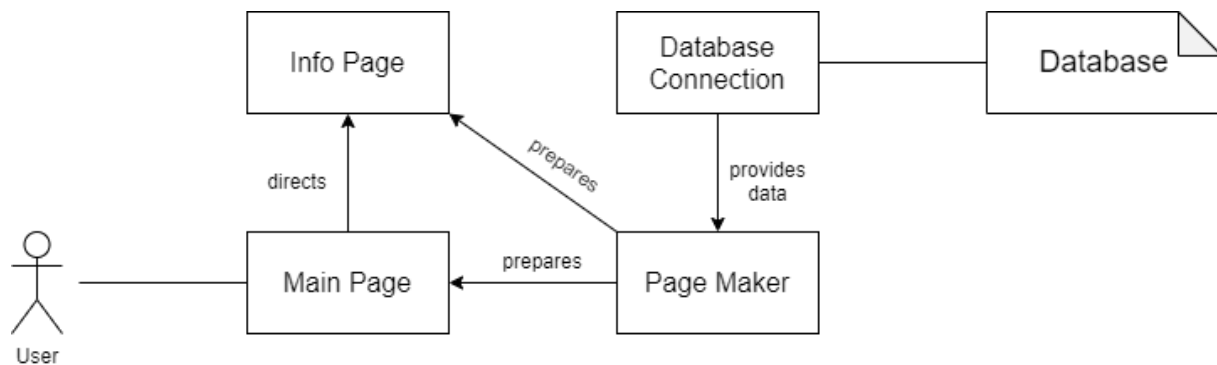 Info Page
Database
Connection
Database
directs
prepares
provides
data
Main Page
prepares
Page Maker
User